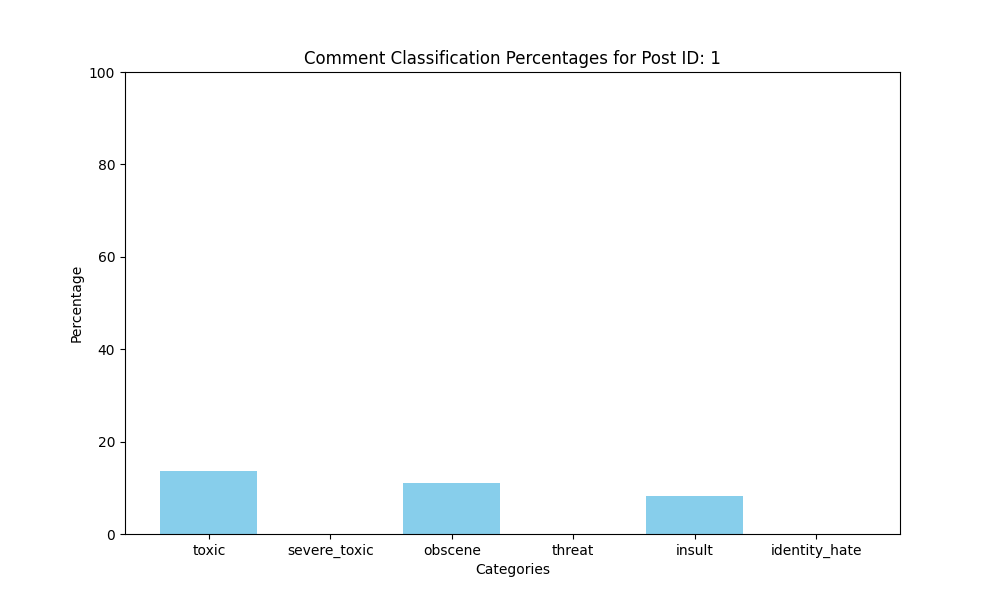 Comment Classification Percentages for Post ID: 1
100
80
60
40
20
0
Percentage
toxic severe_toxic obscene threat insult identity_hate
Categories